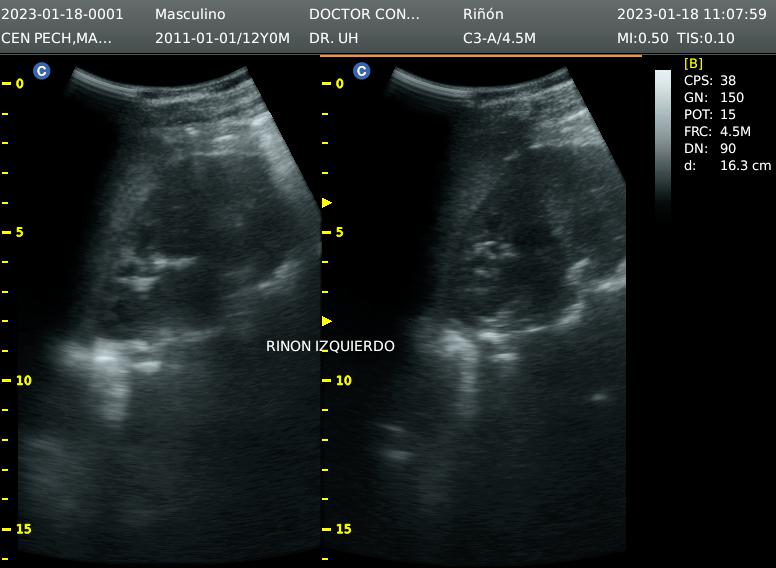 2023-01-18-0001 Masculino DOCTOR CON... Riñón 2023-01-18 11:07:59
CEN PECH,MA... 2011-01-01/12Y0M DR. UH C3-A/4.5M MI:0.50 TIS:0.10
C
C
[B]
CPS: 38
GN: 150
POT: 15
FRC: 4.5M
DN: 90
d: 16.3 cm
0
5
10
15
0
5
10
15
RINON IZQUIERDO